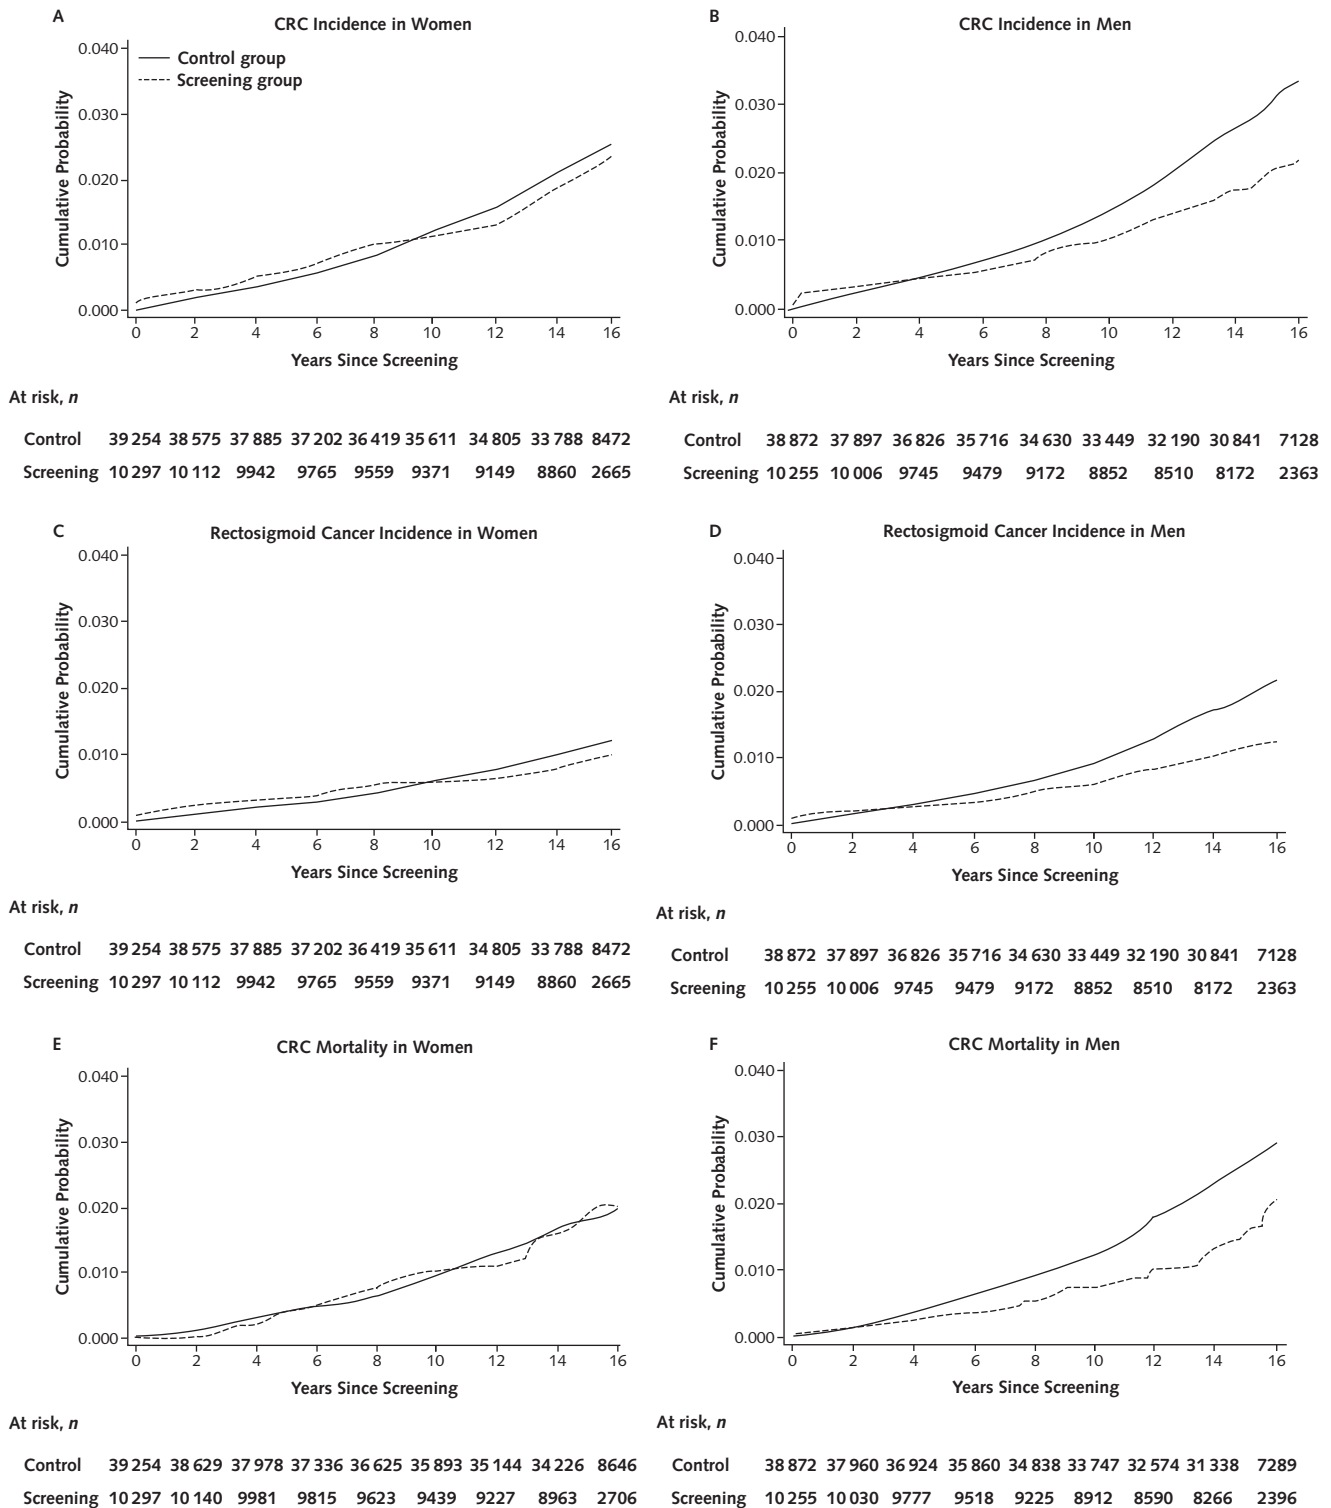 A
CRC Incidence in Women
Control group
Screening group
0.040
0.030
0.020
0.010
0.000
Cumulative Probability
0 2 4 6 8 10 12 14 16
Years Since Screening
At risk, n
Control 39 254 38 575 37 885 37 202 36 419 35 611 34 805 33 788 8472
Screening 10 297 10 112 9942 9765 9559 9371 9149 8860 2665
B
CRC Incidence in Men
0.040
0.030
0.020
0.010
0.000
Cumulative Probability
0 2 4 6 8 10 12 14 16
Years Since Screening
At risk, n
Control 38 872 37 897 36 826 35 716 34 630 33 449 32 190 30 841 7128
Screening 10 255 10 006 9745 9479 9172 8852 8510 8172 2363
C
Rectosigmoid Cancer Incidence in Women
0.040
0.030
0.020
0.010
0.000
Cumulative Probability
0 2 4 6 8 10 12 14 16
Years Since Screening
At risk, n
Control 39 254 38 575 37 885 37 202 36 419 35 611 34 805 33 788 8472
Screening 10 297 10 112 9942 9765 9559 9371 9149 8860 2665
D
Rectosigmoid Cancer Incidence in Men
0.040
0.030
0.020
0.010
0.000
Cumulative Probability
0 2 4 6 8 10 12 14 16
Years Since Screening
At risk, n
Control 38 872 37 897 36 826 35 716 34 630 33 449 32 190 30 841 7128
Screening 10 255 10 006 9745 9479 9172 8852 8510 8172 2363
E
CRC Mortality in Women
0.040
0.030
0.020
0.010
0.000
Cumulative Probability
0 2 4 6 8 10 12 14 16
Years Since Screening
At risk, n
Control 39 254 38 629 37 978 37 336 36 625 35 893 35 144 34 226 8646
Screening 10 297 10 140 9981 9815 9623 9439 9227 8963 2706
F
CRC Mortality in Men
0.040
0.030
0.020
0.010
0.000
Cumulative Probability
0 2 4 6 8 10 12 14 16
Years Since Screening
At risk, n
Control 38 872 37 960 36 924 35 860 34 838 33 747 32 574 31 338 7289
Screening 10 255 10 030 9777 9518 9225 8912 8590 8266 2396